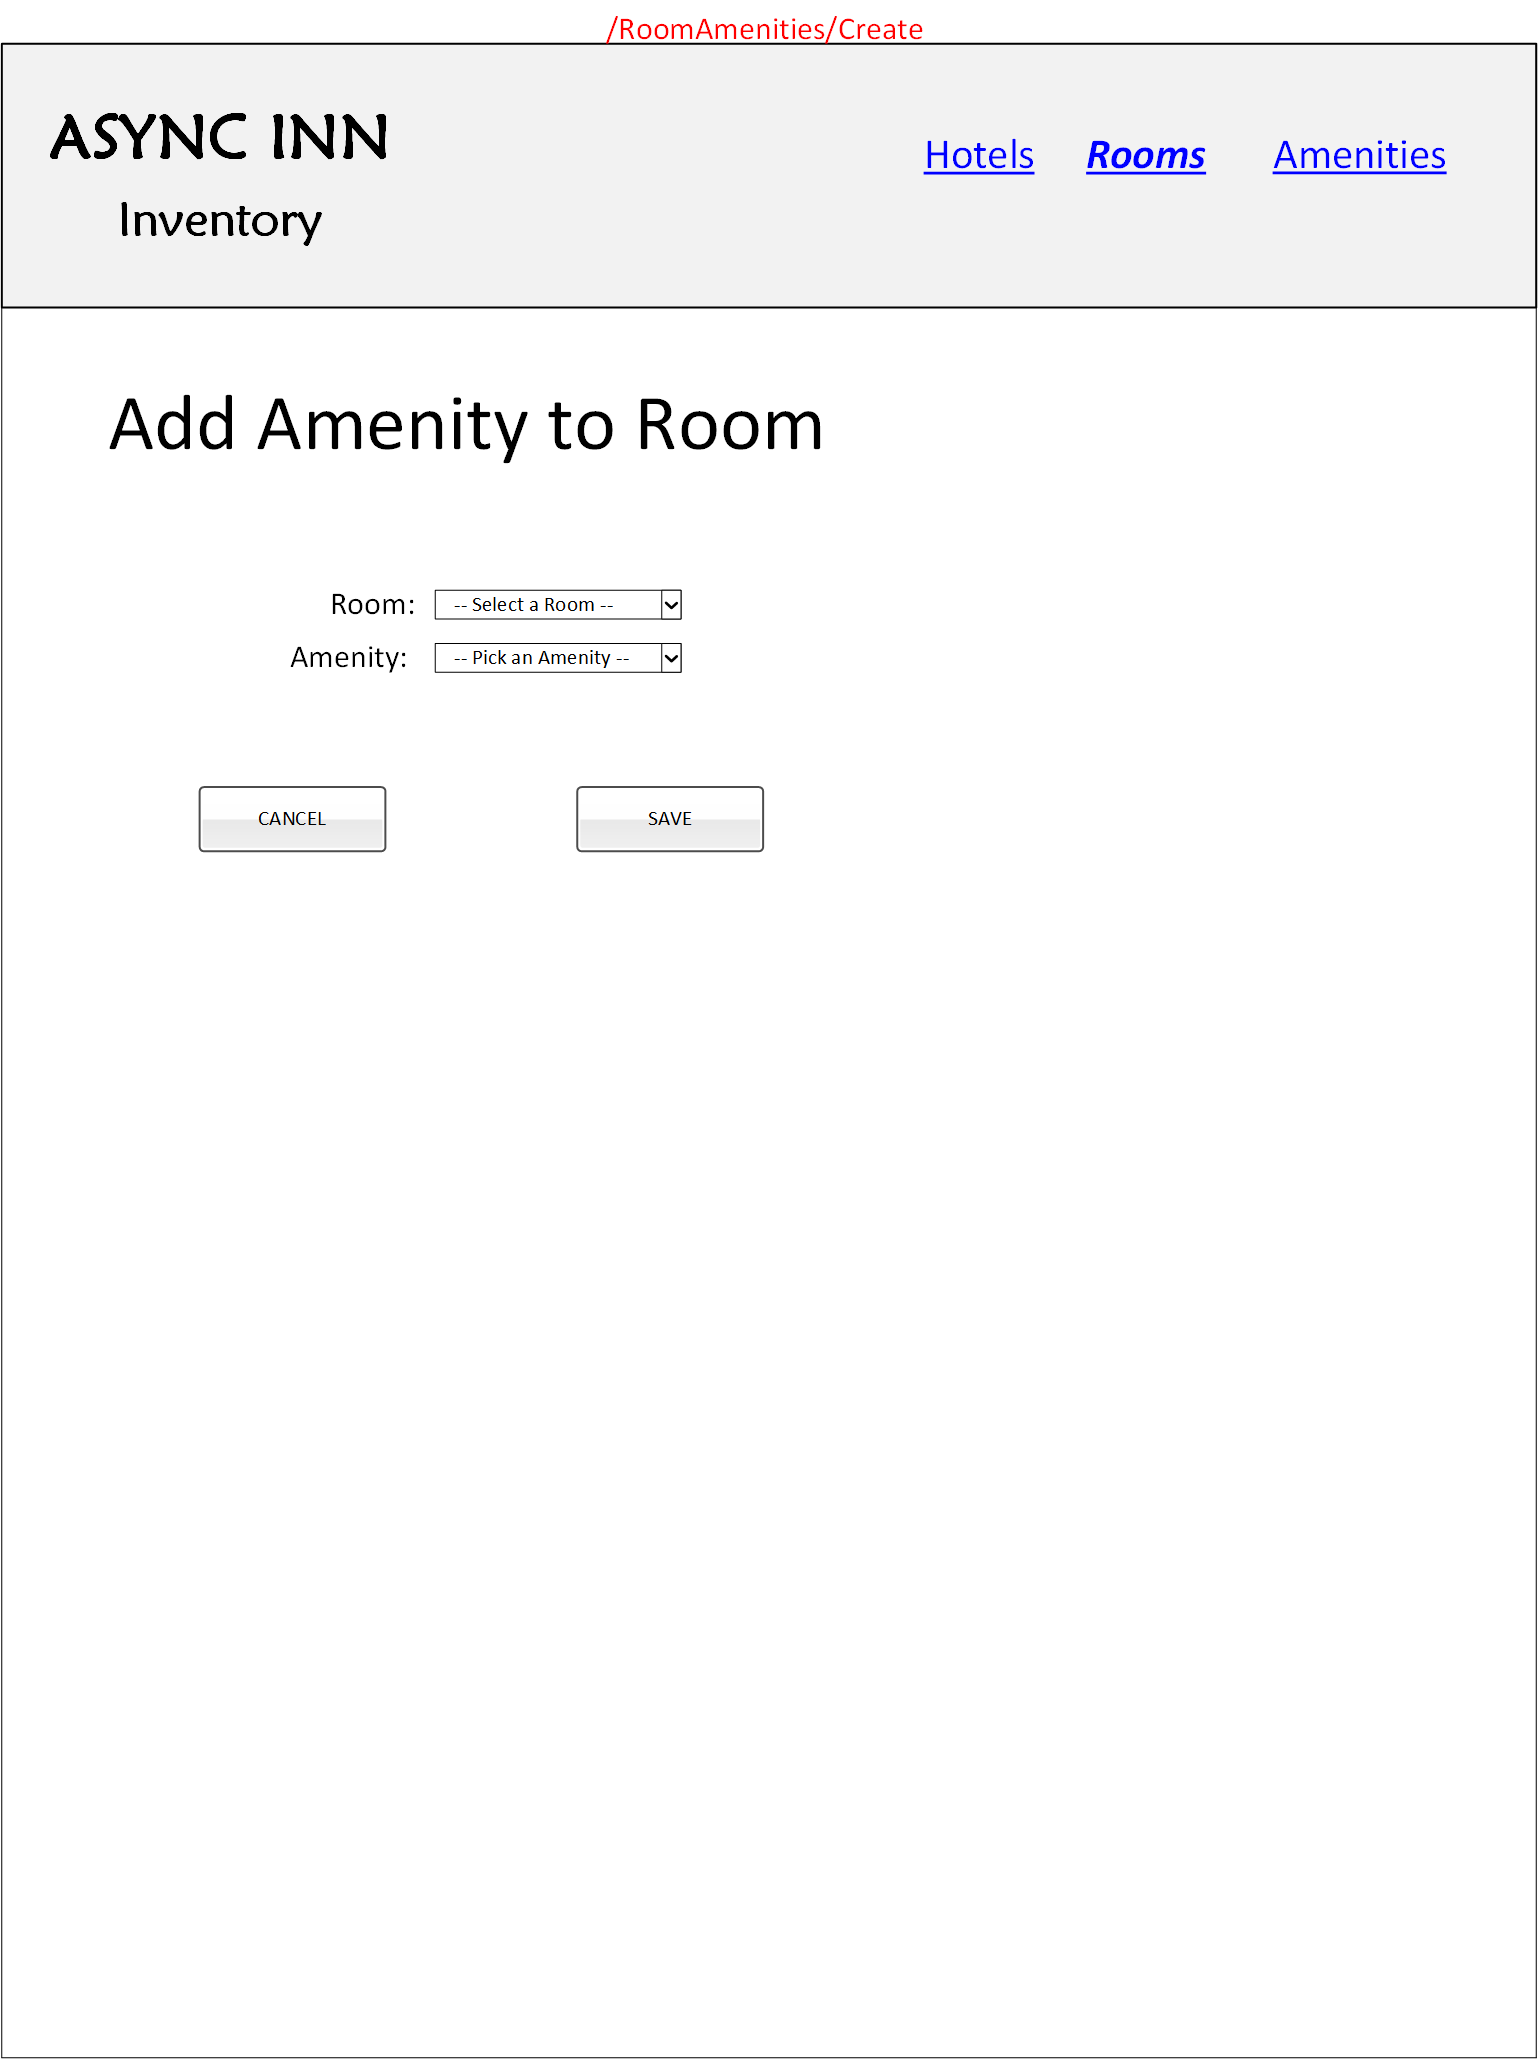 /RoomAmenities/Create
ASYNC INN
Inventory
Hotels Rooms Amenities
Add Amenity to Room
Room: -- Select a Room --
Amenity: -- Pick an Amenity --
CANCEL SAVE